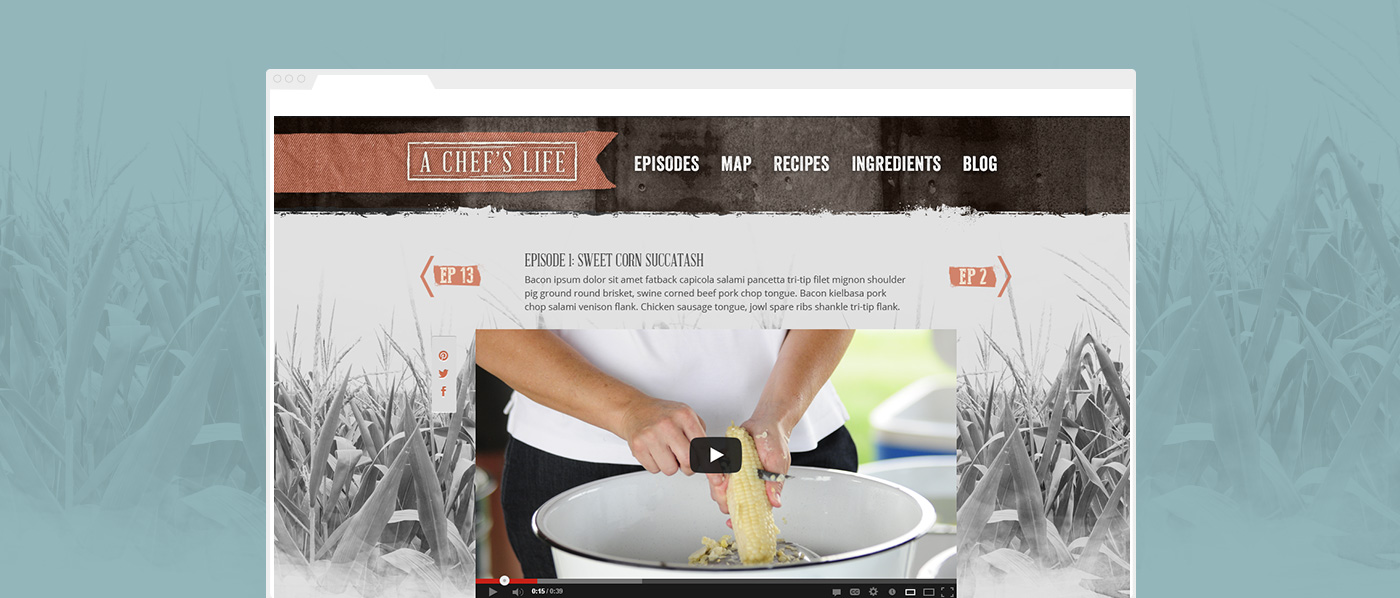 A CHEF'S LIFE
EPISODES MAP RECIPES INGREDIENTS BLOG
EP 13
EPISODE 1: SWEET CORN SUCCATASH
Bacon ipsum dolor sit amet fatback capicola salami pancetta tri-tip filet mignon shoulder
pig ground round brisket, swine corned beef pork chop tongue. Bacon kielbasa pork
chop salami venison flank. Chicken sausage tongue, jowl spare ribs shankle tri-tip flank.
EP 2
0:15 / 0:39